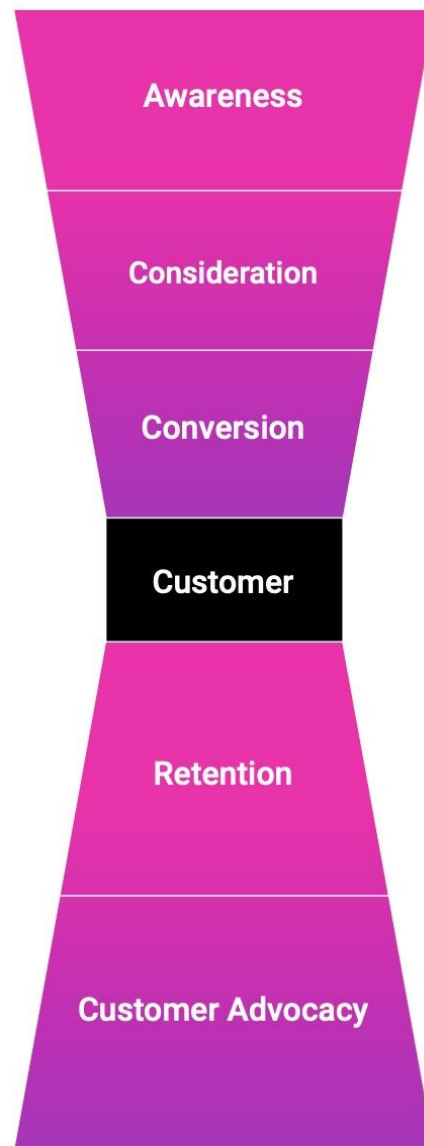 Awareness
Consideration
Conversion
Customer
Retention
Customer Advocacy